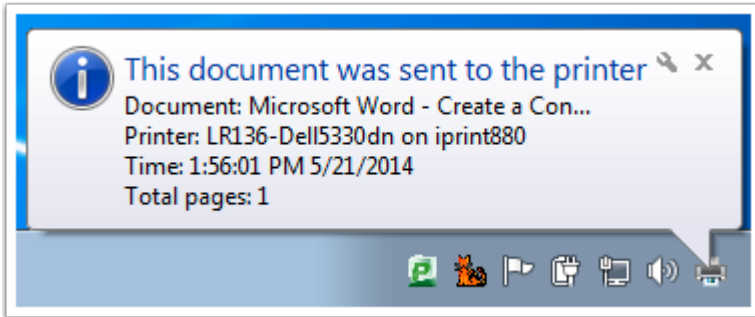 This document was sent to the printer
Document: Microsoft Word - Create a Con...
Printer: LR136-Dell5330dn on iprint880
Time: 1:56:01 PM 5/21/2014
Total pages: 1